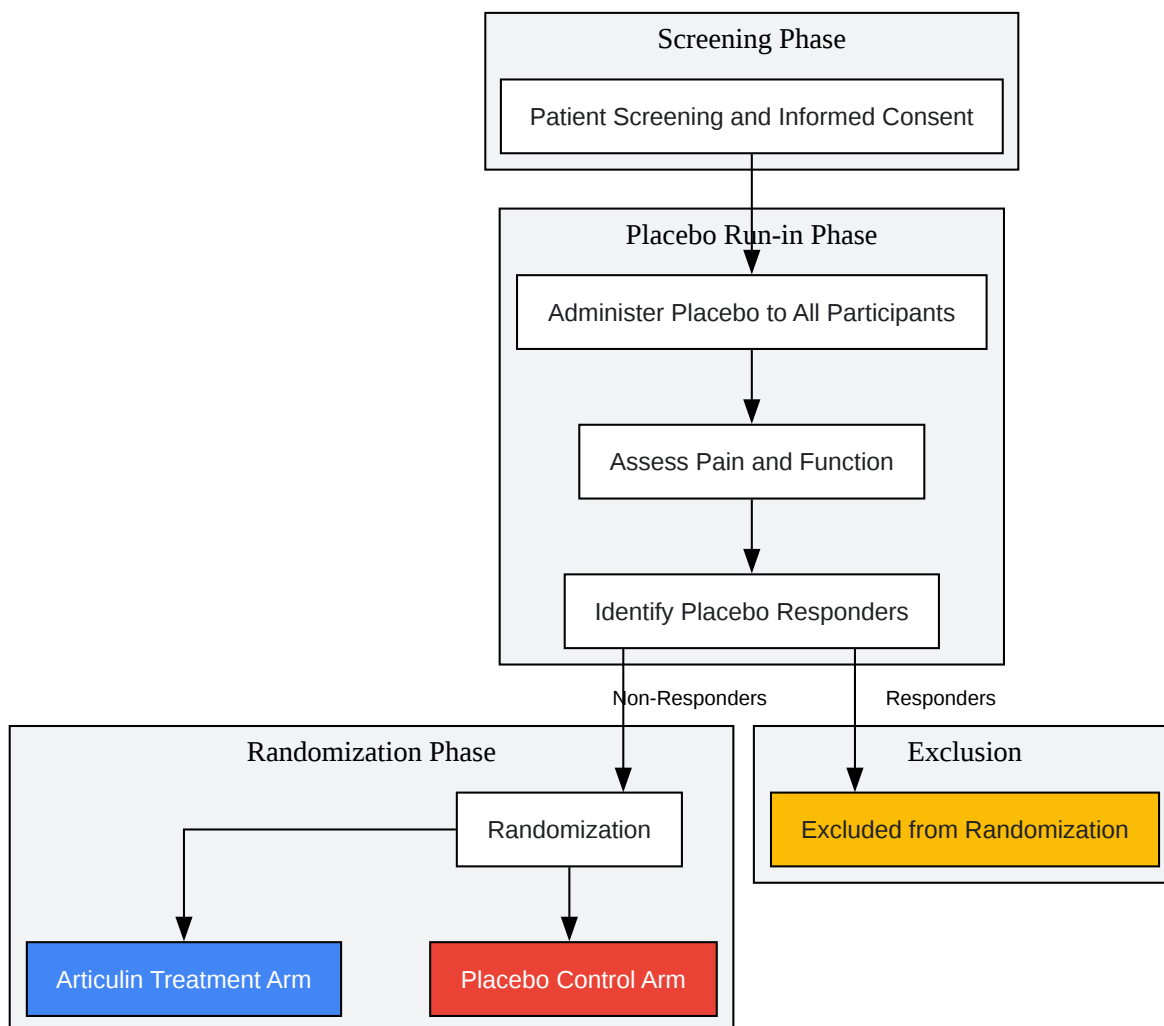 Screening Phase
Patient Screening and Informed Consent
Placebo Run-in Phase
Administer Placebo to All Participants
Assess Pain and Function
Identify Placebo Responders
Non-Responders
Responders
Randomization Phase
Exclusion
Randomization
Excluded from Randomization
Articulin Treatment Arm
Placebo Control Arm